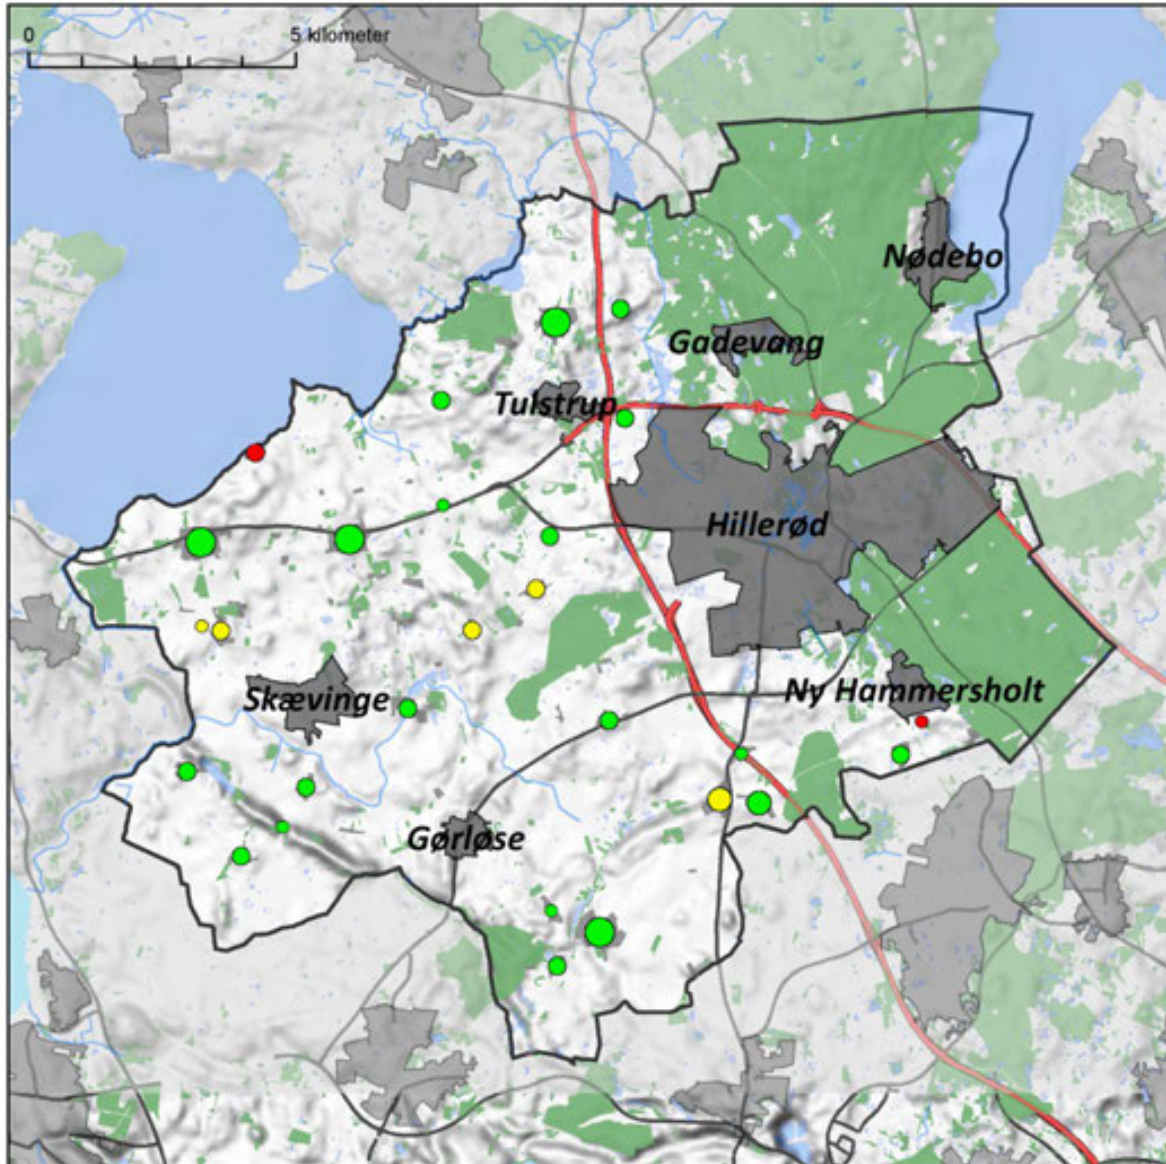 0 5 kilometer
Nødebo
Gadevang
Tulstrup
Hillerød
Ny Hammersholt
Skævinge
Gørløse